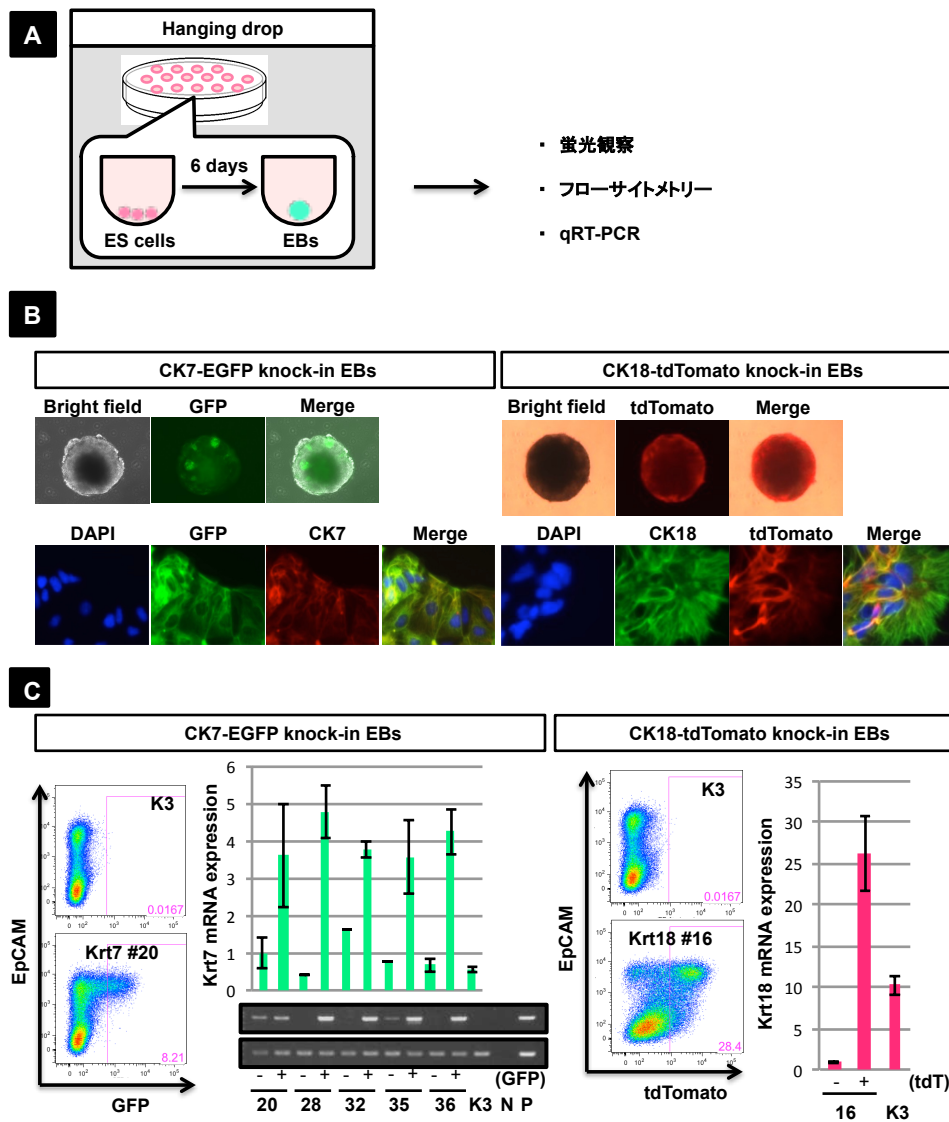 A
Hanging drop
6 days
ES cells
EBs
・ 蛍光観察
・ フローサイトメトリー
・ qRT-PCR
B
CK7-EGFP knock-in EBs
Bright field GFP Merge
DAPI GFP CK7 Merge
CK18-tdTomato knock-in EBs
Bright field tdTomato Merge
DAPI CK18 tdTomato Merge
C
CK7-EGFP knock-in EBs
EpCAM
K3
0.0167
Krt7 #20
8.21
GFP
Krt7 mRNA expression
6
5
4
3
2
1
0
- + - + - + - + - + (GFP)
20 28 32 35 36 K3 N P
CK18-tdTomato knock-in EBs
EpCAM
K3
0.0167
Krt18 #16
28.4
tdTomato
Krt18 mRNA expression
35
30
25
20
15
10
5
0
- + (tdT)
16 K3